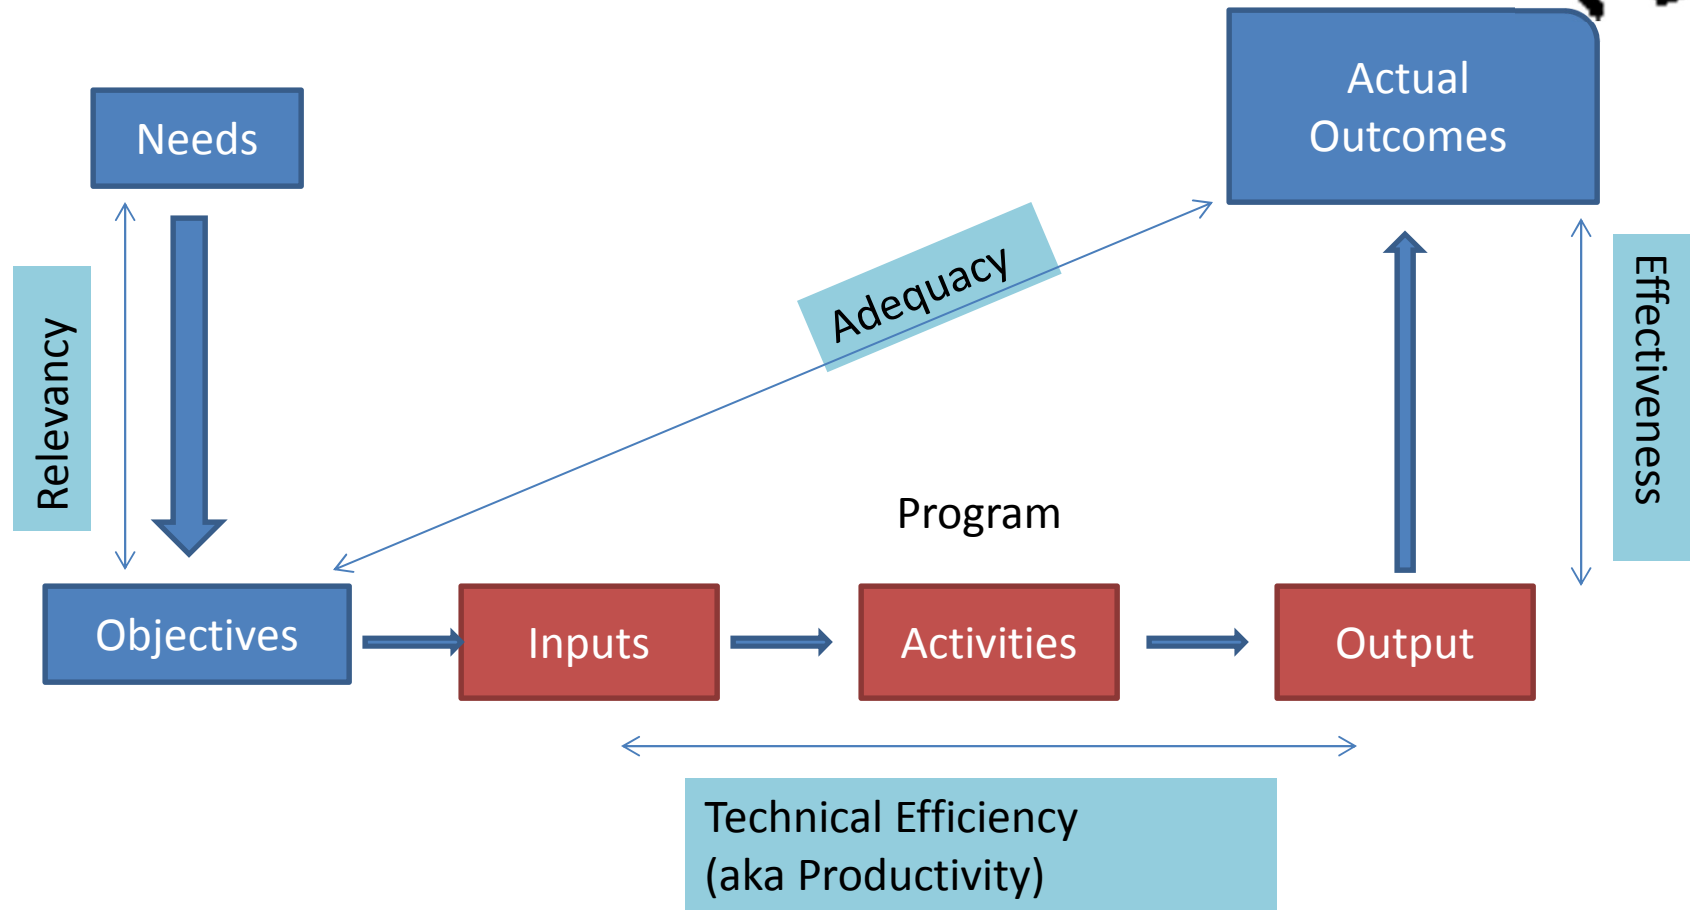 Actual
Outcomes
Needs
Adequacy
Relevancy
Effectiveness
Program
Objectives
Inputs
Activities
Output
Technical Efficiency
(aka Productivity)